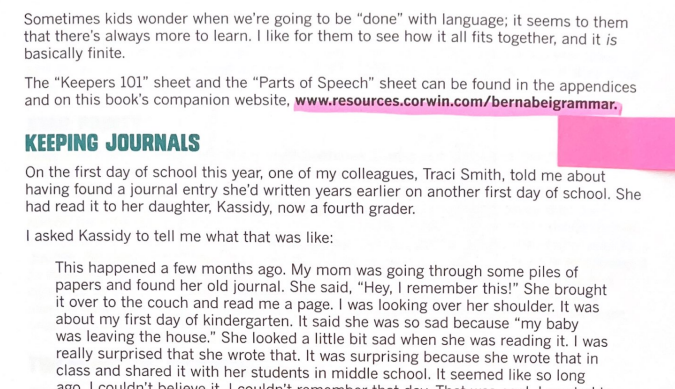 Sometimes kids wonder when we're going to be “done” with language; it seems to them
that there's always more to learn. I like for them to see how it all fits together, and it is
basically finite.
The “Keepers 101” sheet and the “Parts of Speech” sheet can be found in the appendices
and on this book's companion website, www.resources.corwin.com/bernabeigrammar.
KEEPING JOURNALS
On the first day of school this year, one of my colleagues, Traci Smith, told me about
having found a journal entry she'd written years earlier on another first day of school. She
had read it to her daughter, Kassidy, now a fourth grader.
I asked Kassidy to tell me what that was like:
This happened a few months ago. My mom was going through some piles of
papers and found her old journal. She said, “Hey, I remember this!” She brought
it over to the couch and read me a page. I was looking over her shoulder. It was
about my first day of kindergarten. It said she was so sad because “my baby
was leaving the house.” She looked a little bit sad when she was reading it. I was
really surprised that she wrote that. It was surprising because she wrote that in
class and shared it with her students in middle school. It seemed like so long
ago. I couldn't believe it. I couldn't remember that day. That was